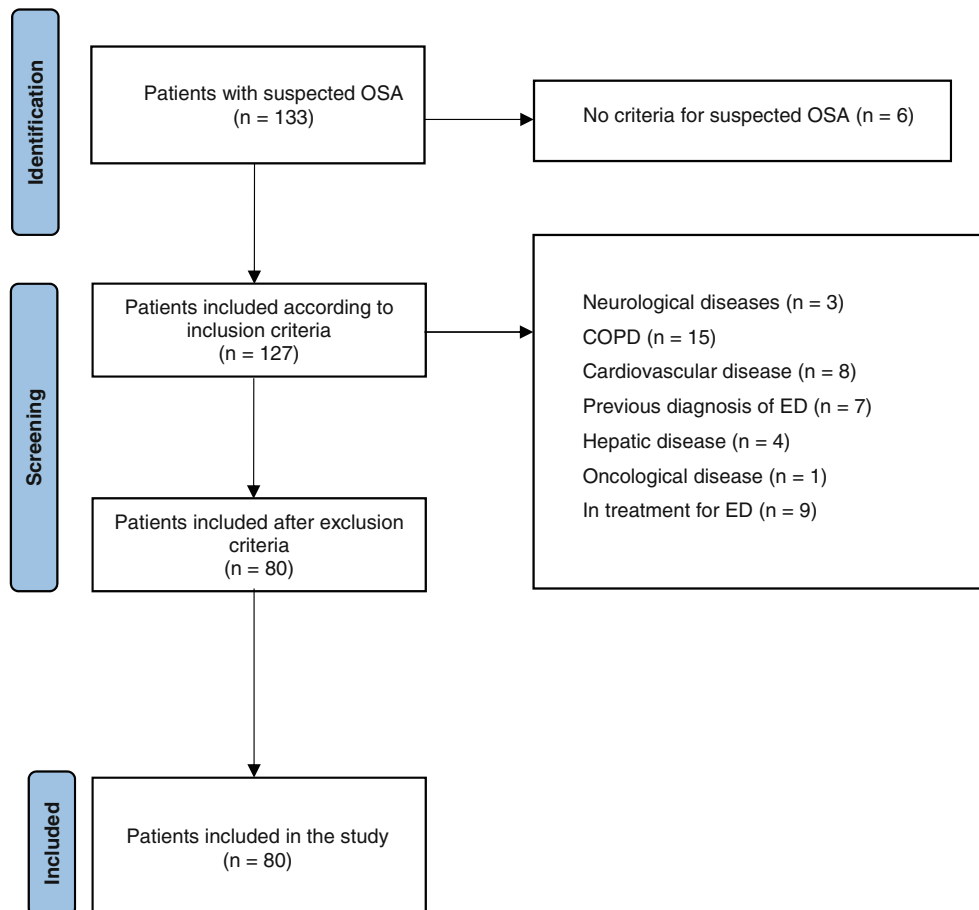 Identification
Patients with suspected OSA
(n = 133)
No criteria for suspected OSA (n = 6)
Screening
Patients included according to
inclusion criteria
(n = 127)
Neurological diseases (n = 3)
COPD (n = 15)
Cardiovascular disease (n = 8)
Previous diagnosis of ED (n = 7)
Hepatic disease (n = 4)
Oncological disease (n = 1)
In treatment for ED (n = 9)
Patients included after exclusion
criteria
(n = 80)
Included
Patients included in the study
(n = 80)